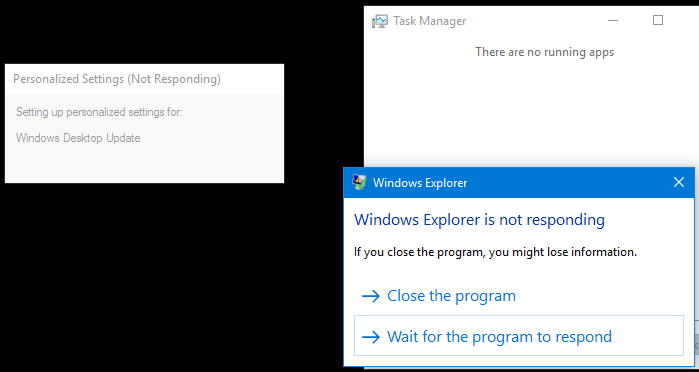 Task Manager
There are no running apps
Personalized Settings (Not Responding)
Setting up personalized settings for:
Windows Desktop Update
Windows Explorer
Windows Explorer is not responding
If you close the program, you might lose information.
Close the program
Wait for the program to respond